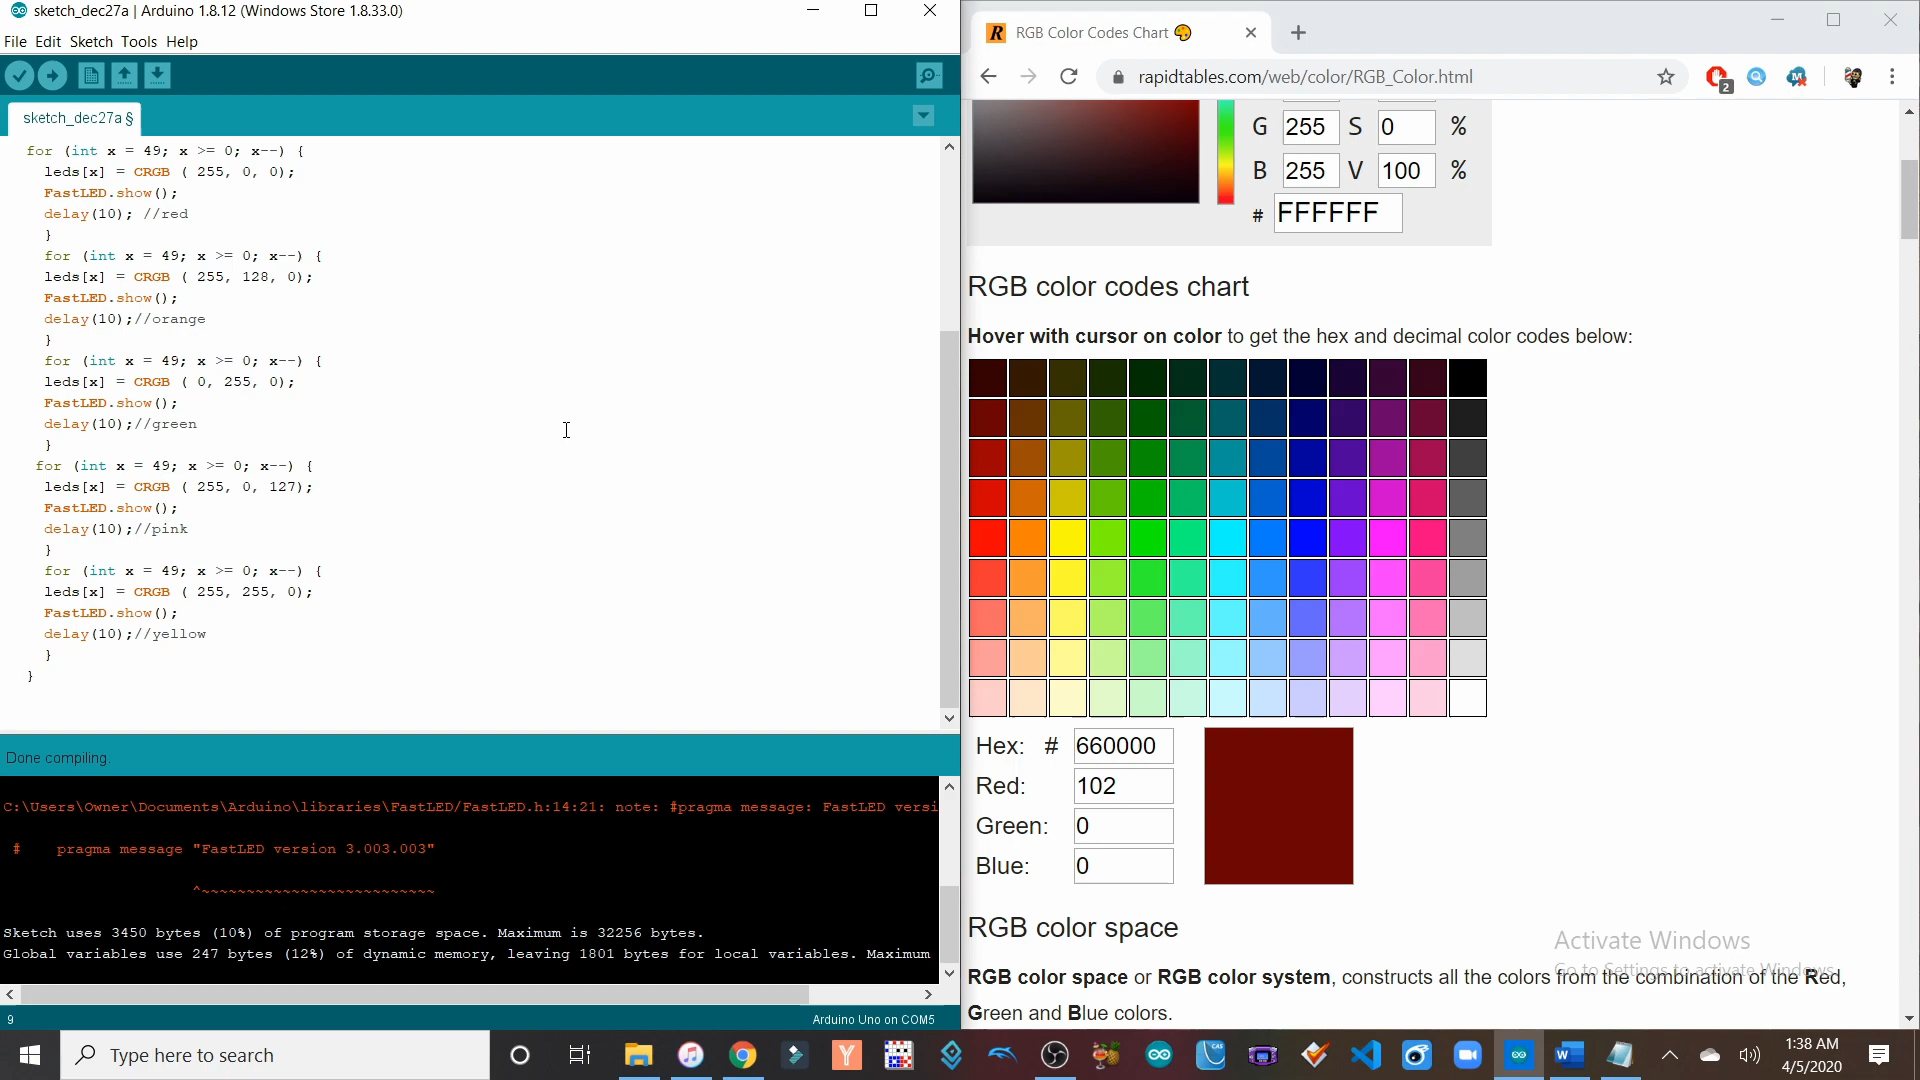 sketch_dec27a | Arduino 1.8.12 (Windows Store 1.8.33.0)
File Edit Sketch Tools Help
sketch_dec27a §
for (int x = 49; x >= 0; x--) {
leds[x] = CRGB ( 255, 0, 0);
FastLED.show();
delay(10); //red
}
for (int x = 49; x >= 0; x--) {
leds[x] = CRGB ( 255, 128, 0);
FastLED.show();
delay(10);//orange
}
for (int x = 49; x >= 0; x--) {
leds[x] = CRGB ( 0, 255, 0);
FastLED.show();
delay(10);//green
}
for (int x = 49; x >= 0; x--) {
leds[x] = CRGB ( 255, 0, 127);
FastLED.show();
delay(10);//pink
}
for (int x = 49; x >= 0; x--) {
leds[x] = CRGB ( 255, 255, 0);
FastLED.show();
delay(10);//yellow
}
}
Done compiling.
C:\Users\Owner\Documents\Arduino\libraries\FastLED/FastLED.h:14:21: note: #pragma message: FastLED versi
# pragma message "FastLED version 3.003.003"
^~~~~~~~~~~~~~~~~~~~~~~~~~~
Sketch uses 3450 bytes (10%) of program storage space. Maximum is 32256 bytes.
Global variables use 247 bytes (12%) of dynamic memory, leaving 1801 bytes for local variables. Maximum
9
Arduino Uno on COM5
R RGB Color Codes Chart
rapidtables.com/web/color/RGB_Color.html
2
G 255 S 0 %
B 255 V 100 %
# FFFFFF
RGB color codes chart
Hover with cursor on color to get the hex and decimal color codes below:
Hex: # 660000
Red: 102
Green: 0
Blue: 0
RGB color space
RGB color space or RGB color system, constructs all the colors from the combination of the Red,
Green and Blue colors.
Activate Windows
Go to Settings to activate Windows.
Type here to search
1:38 AM
4/5/2020